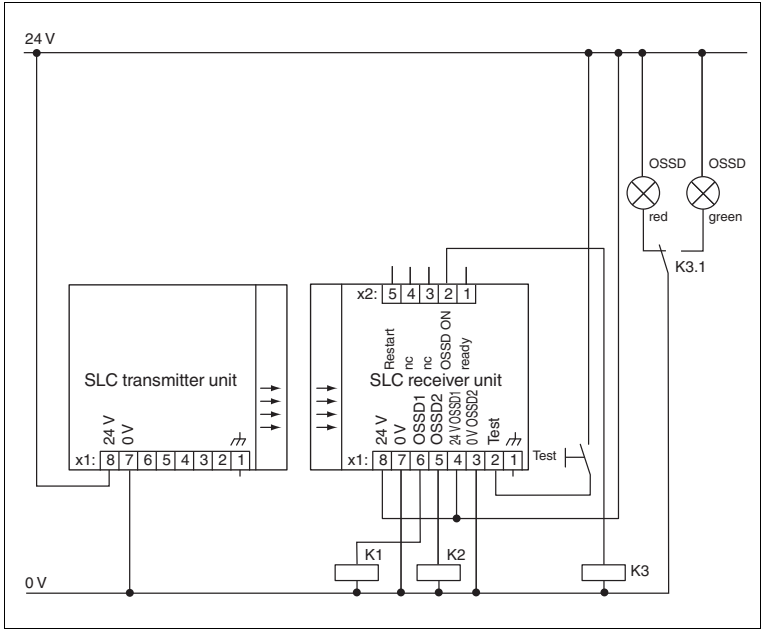 24 V
OSSD
OSSD
red
green
K3.1
x2: 5 4 3 2 1
Restart
nc
nc
OSSD ON
ready
SLC transmitter unit
SLC receiver unit
24 V
0 V
24 V
0 V
OSSD1
OSSD2
24 V OSSD1
0 V OSSD2
Test
x1: 8 7 6 5 4 3 2 1
x1: 8 7 6 5 4 3 2 1
Test
K1
K2
K3
0 V